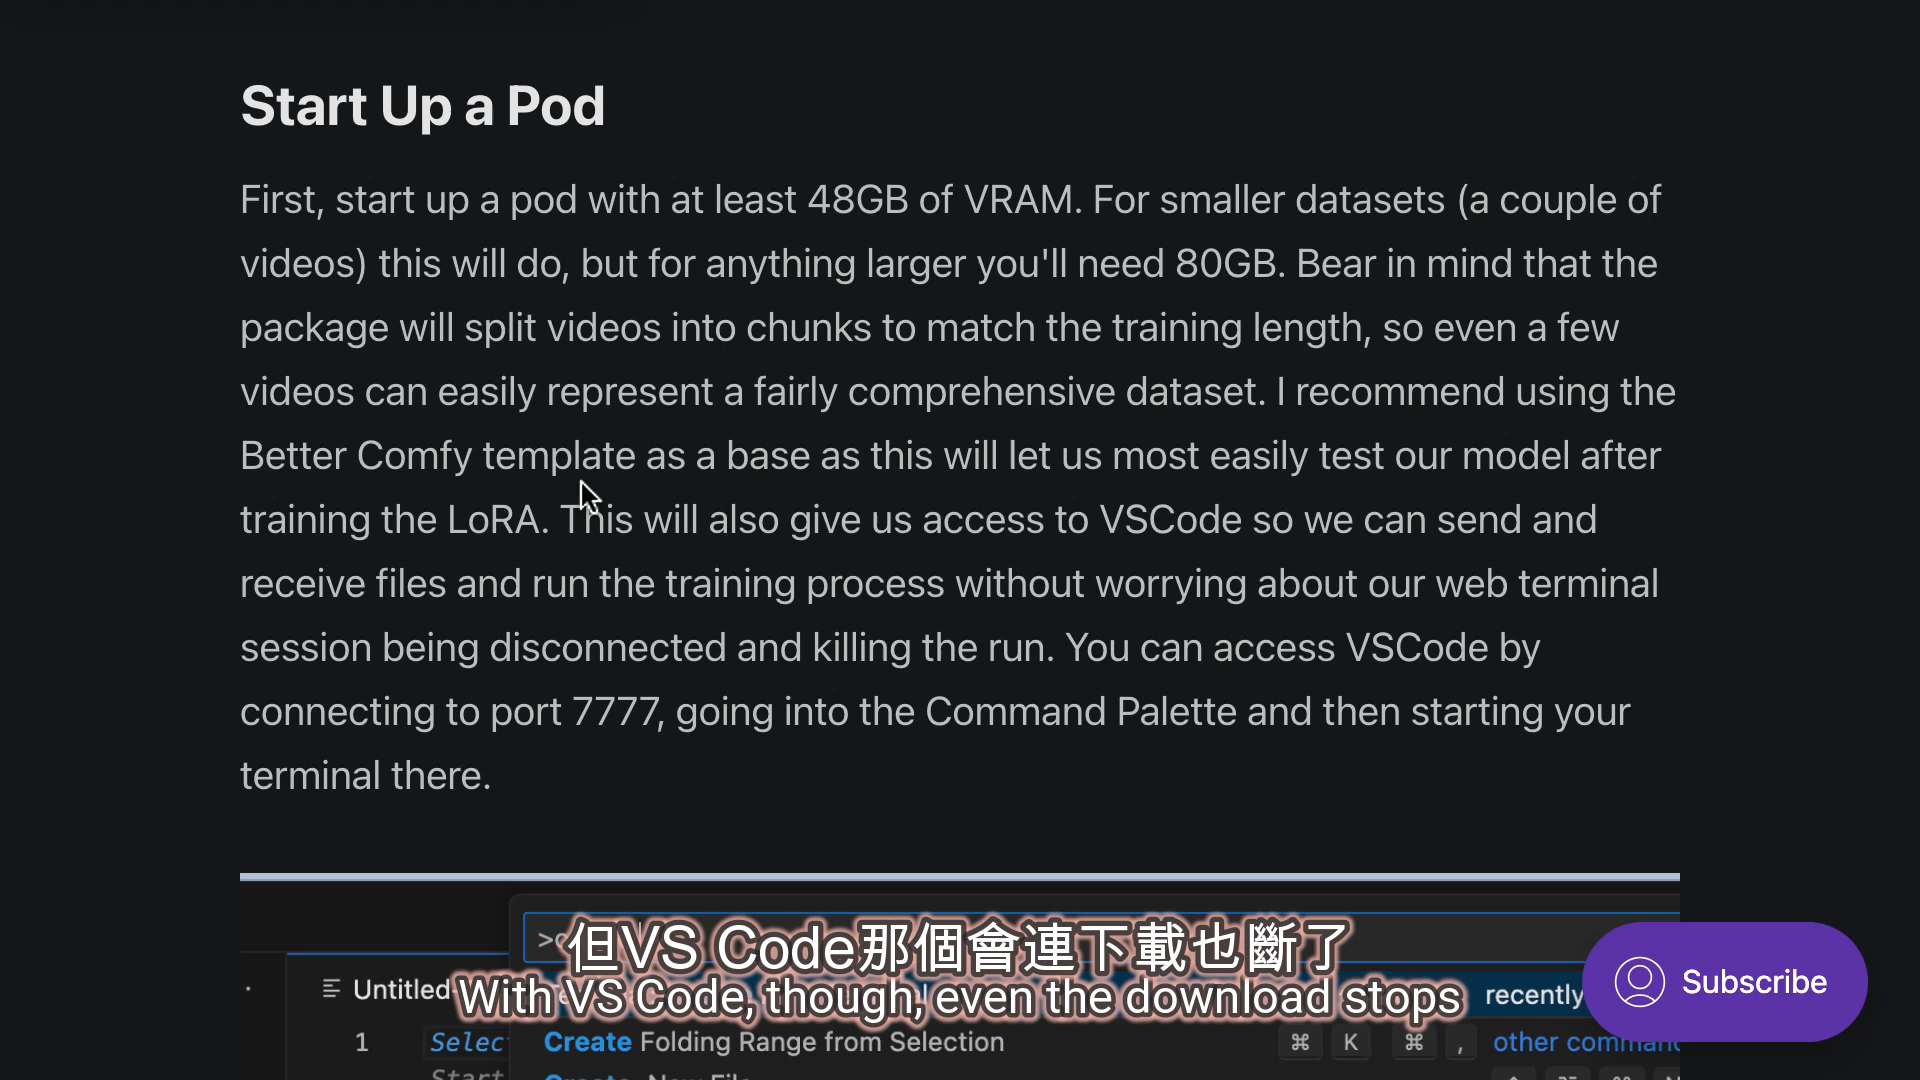 Start Up a Pod
First, start up a pod with at least 48GB of VRAM. For smaller datasets (a couple of
videos) this will do, but for anything larger you'll need 80GB. Bear in mind that the
package will split videos into chunks to match the training length, so even a few
videos can easily represent a fairly comprehensive dataset. I recommend using the
Better Comfy template as a base as this will let us most easily test our model after
training the LoRA. This will also give us access to VSCode so we can send and
receive files and run the training process without worrying about our web terminal
session being disconnected and killing the run. You can access VSCode by
connecting to port 7777, going into the Command Palette and then starting your
terminal there.
但VS Code那個會連下載也斷了
Untitled
With VS Code, though, even the download stops
recently
Subscribe
1
Selec
Create Folding Range from Selection
⌘ K ⌘ ,
other comman
Start